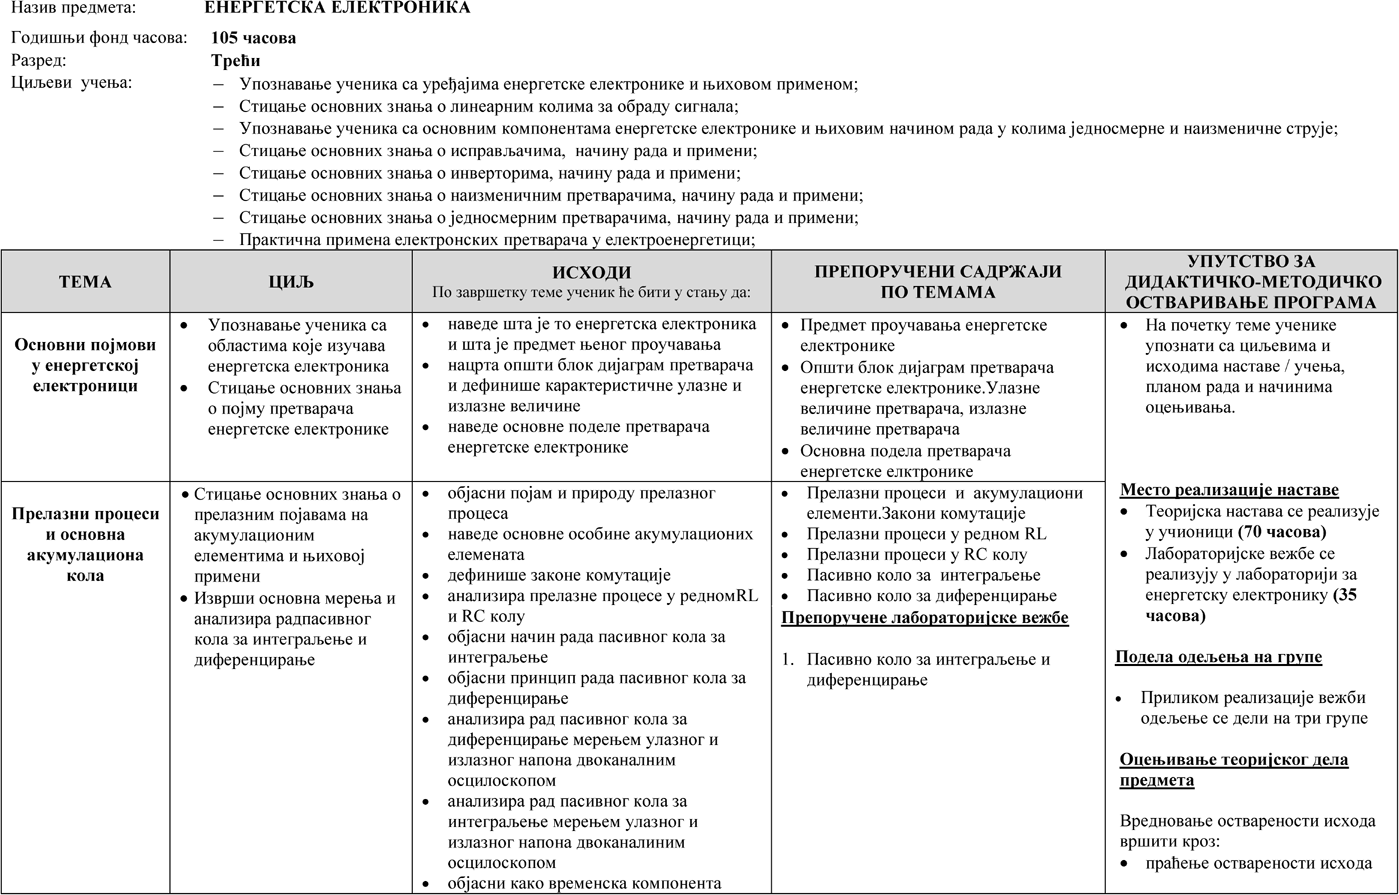 Назив предмета: ЕНЕРГЕТСКА ЕЛЕКТРОНИКА
Годишњи фонд часова: 105 часова
Разред: Трећи
Циљеви учења:
– Упознавање ученика са уређајима енергетске електронике и њиховом применом;
– Стицање основних знања о линеарним колима за обраду сигнала;
– Упознавање ученика са основним компонентама енергетске електронике и њиховим начином рада у колима једносмерне и наизменичне струје;
– Стицање основних знања о исправљачима, начину рада и примени;
– Стицање основних знања о инверторима, начину рада и примени;
– Стицање основних знања о наизменичним претварачима, начину рада и примени;
– Стицање основних знања о једносмерним претварачима, начину рада и примени;
– Практична примена електронских претварача у електроенергетици;
ТЕМА
ЦИЉ
ИСХОДИ
По завршетку теме ученик ће бити у стању да:
ПРЕПОРУЧЕНИ САДРЖАЈИ
ПО ТЕМАМА
УПУТСТВО ЗА
ДИДАКТИЧКО-МЕТОДИЧКО
ОСТВАРИВАЊЕ ПРОГРАМА
Основни појмови
у енергетској
електроници
• Упознавање ученика са
областима које изучава
енергетска електроника
• Стицање основних знања
о појму претварача
енергетске електронике
• наведе шта је то енергетска електроника
и шта је предмет њеног проучавања
• нацрта општи блок дијаграм претварача
и дефинише карактеристичне улазне и
излазне величине
• наведе основне поделе претварача
енергетске електронике
• Предмет проучавања енергетске
електронике
• Општи блок дијаграм претварача
енергетске електронике.Улазне
величине претварача, излазне
величине претварача
• Основна подела претварача
енергетске елктронике
• На почетку теме ученике
упознати са циљевима и
исходима наставе / учења,
планом рада и начинима
оцењивања.
Прелазни процеси
и основна
акумулациона
кола
• Стицање основних знања о
прелазним појавама на
акумулационим
елементима и њиховој
примени
• Изврши основна мерења и
анализира радпасивног
кола за интеграљење и
диференцирање
• објасни појам и природу прелазног
процеса
• наведе основне особине акумулационих
елемената
• дефинише законе комутације
• анализира прелазне процесе у редномRL
и RC колу
• објасни начин рада пасивног кола за
интеграљење
• објасни принцип рада пасивног кола за
диференцирање
• анализира рад пасивног кола за
диференцирање мерењем улазног и
излазног напона двоканалним
осцилоскопом
• анализира рад пасивног кола за
интеграљење мерењем улазног и
излазног напона двоканалиним
осцилоскопом
• објасни како временска компонента
• Прелазни процеси и акумулациони
елементи.Закони комутације
• Прелазни процеси у редном RL
• Прелазни процеси у RC колу
• Пасивно коло за интеграљење
• Пасивно коло за диференцирање
Препоручене лабораторијске вежбе
1. Пасивно коло за интеграљење и
диференцирање
Место реализације наставе
• Теоријска настава се реализује
у учионици (70 часова)
• Лабораторијске вежбе се
реализују у лабораторији за
енергетску електронику (35
часова)
Подела одељења на групе
• Приликом реализације вежби
одељење се дели на три групе
Оцењивање теоријског дела
предмета
Вредновање остварености исхода
вршити кроз:
• праћење остварености исхода